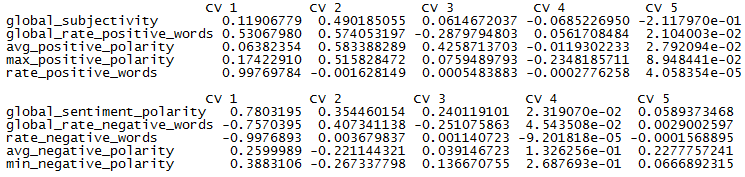 CV 1 CV 2 CV 3 CV 4 CV 5
global_subjectivity 0.11906779 0.490185055 0.0614672037 -0.0685226950 -2.117970e-01
global_rate_positive_words 0.53067980 0.574053197 -0.2879794803 0.0561708484 2.104003e-02
avg_positive_polarity 0.06382354 0.583388289 0.4258713703 -0.0119302233 2.792094e-02
max_positive_polarity 0.17422910 0.515828472 0.0759489793 -0.2348185711 8.948441e-02
rate_positive_words 0.99769784 -0.001628149 0.0005483883 -0.0002776258 4.058354e-05
CV 1 CV 2 CV 3 CV 4 CV 5
global_sentiment_polarity 0.7803195 0.354460154 0.240119101 2.319070e-02 0.0589373468
global_rate_negative_words -0.7570395 0.407341138 -0.251075863 4.543508e-02 0.0029002597
rate_negative_words -0.9976893 0.003679837 0.001140723 -9.201818e-05 -0.0001568895
avg_negative_polarity 0.2599989 -0.221144321 0.039146723 1.326256e-01 0.2277757241
min_negative_polarity 0.3883106 -0.267337798 0.136670755 2.687693e-01 0.0666892315